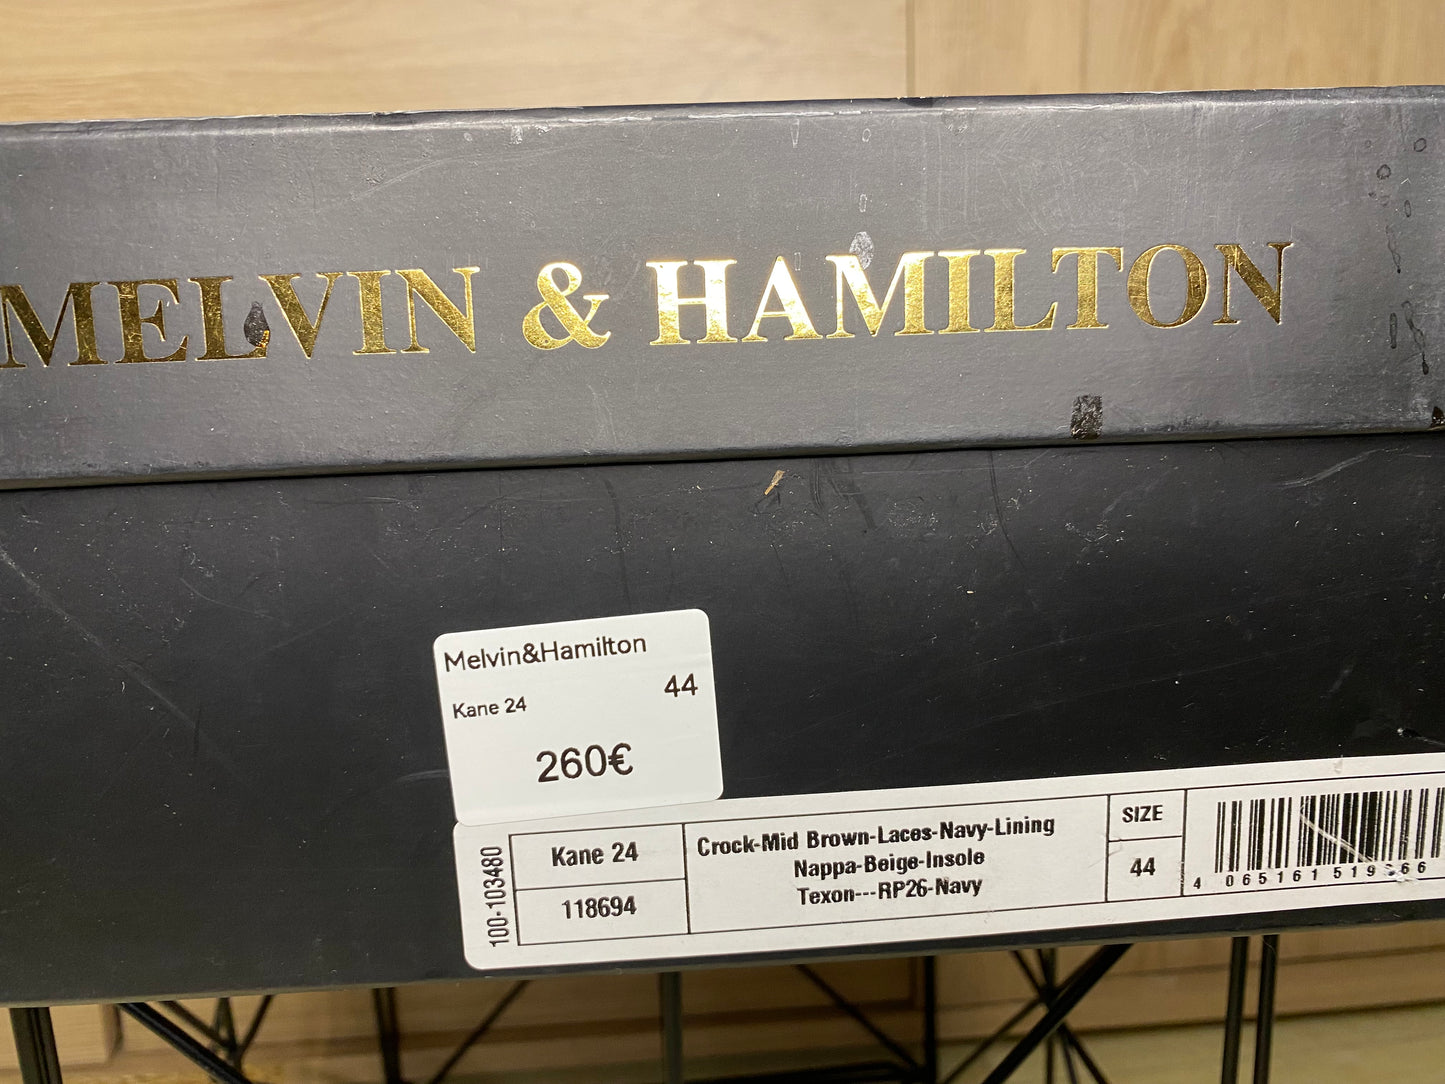 MELVIN & HAMILTON
Melvin&Hamilton
44
Kane 24
260€
100-103480
Kane 24
118694
Crock-Mid Brown-Laces-Navy-Lining
Nappa-Beige-Insole
Texon---RP26-Navy
SIZE
44